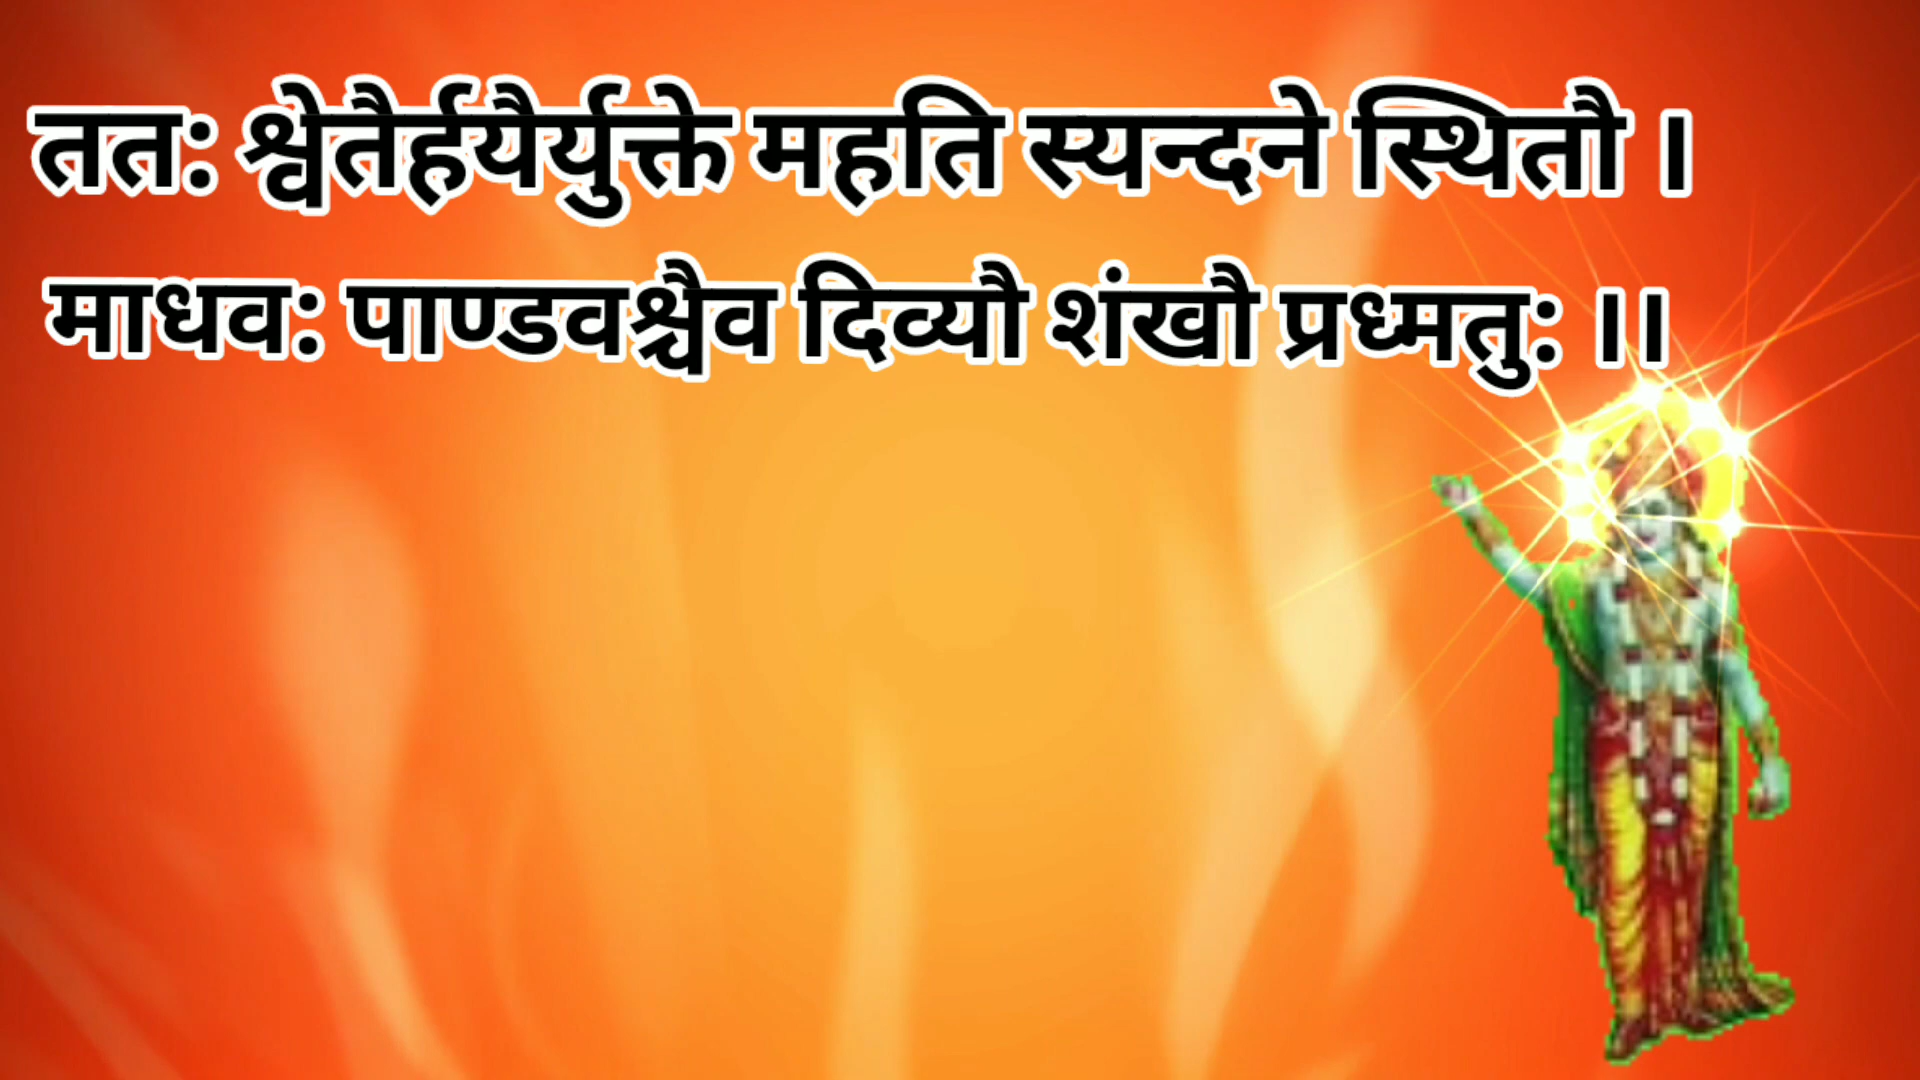 तत: श्वेतैर्हयैर्युक्ते महति स्यन्दने स्थितौ ।
माधव: पाण्डवश्चैव दिव्यौ शंखौ प्रध्मतु: ।।